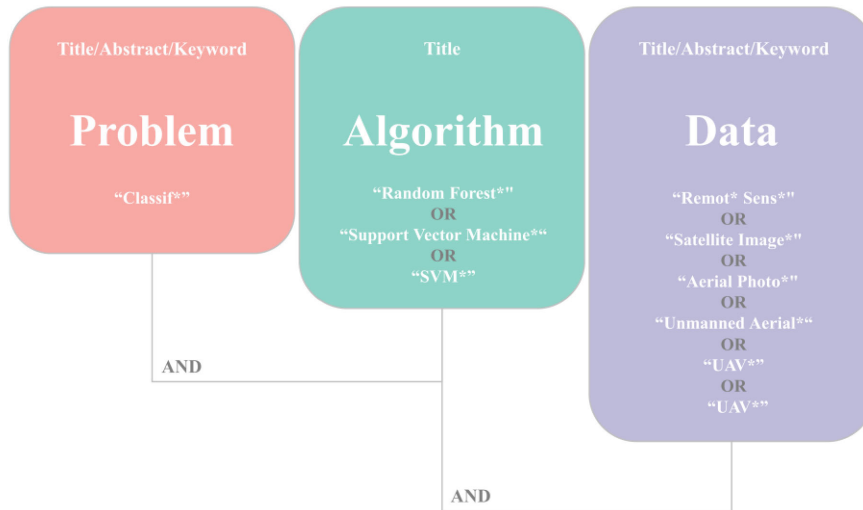 Title/Abstract/Keyword
Problem
“Classif*”
Title
Algorithm
“Random Forest*"
OR
“Support Vector Machine*“
OR
“SVM*”
Title/Abstract/Keyword
Data
“Remot* Sens*"
OR
“Satellite Image*"
OR
“Aerial Photo*"
OR
“Unmanned Aerial*“
OR
“UAV*”
OR
“UAV*”
AND
AND